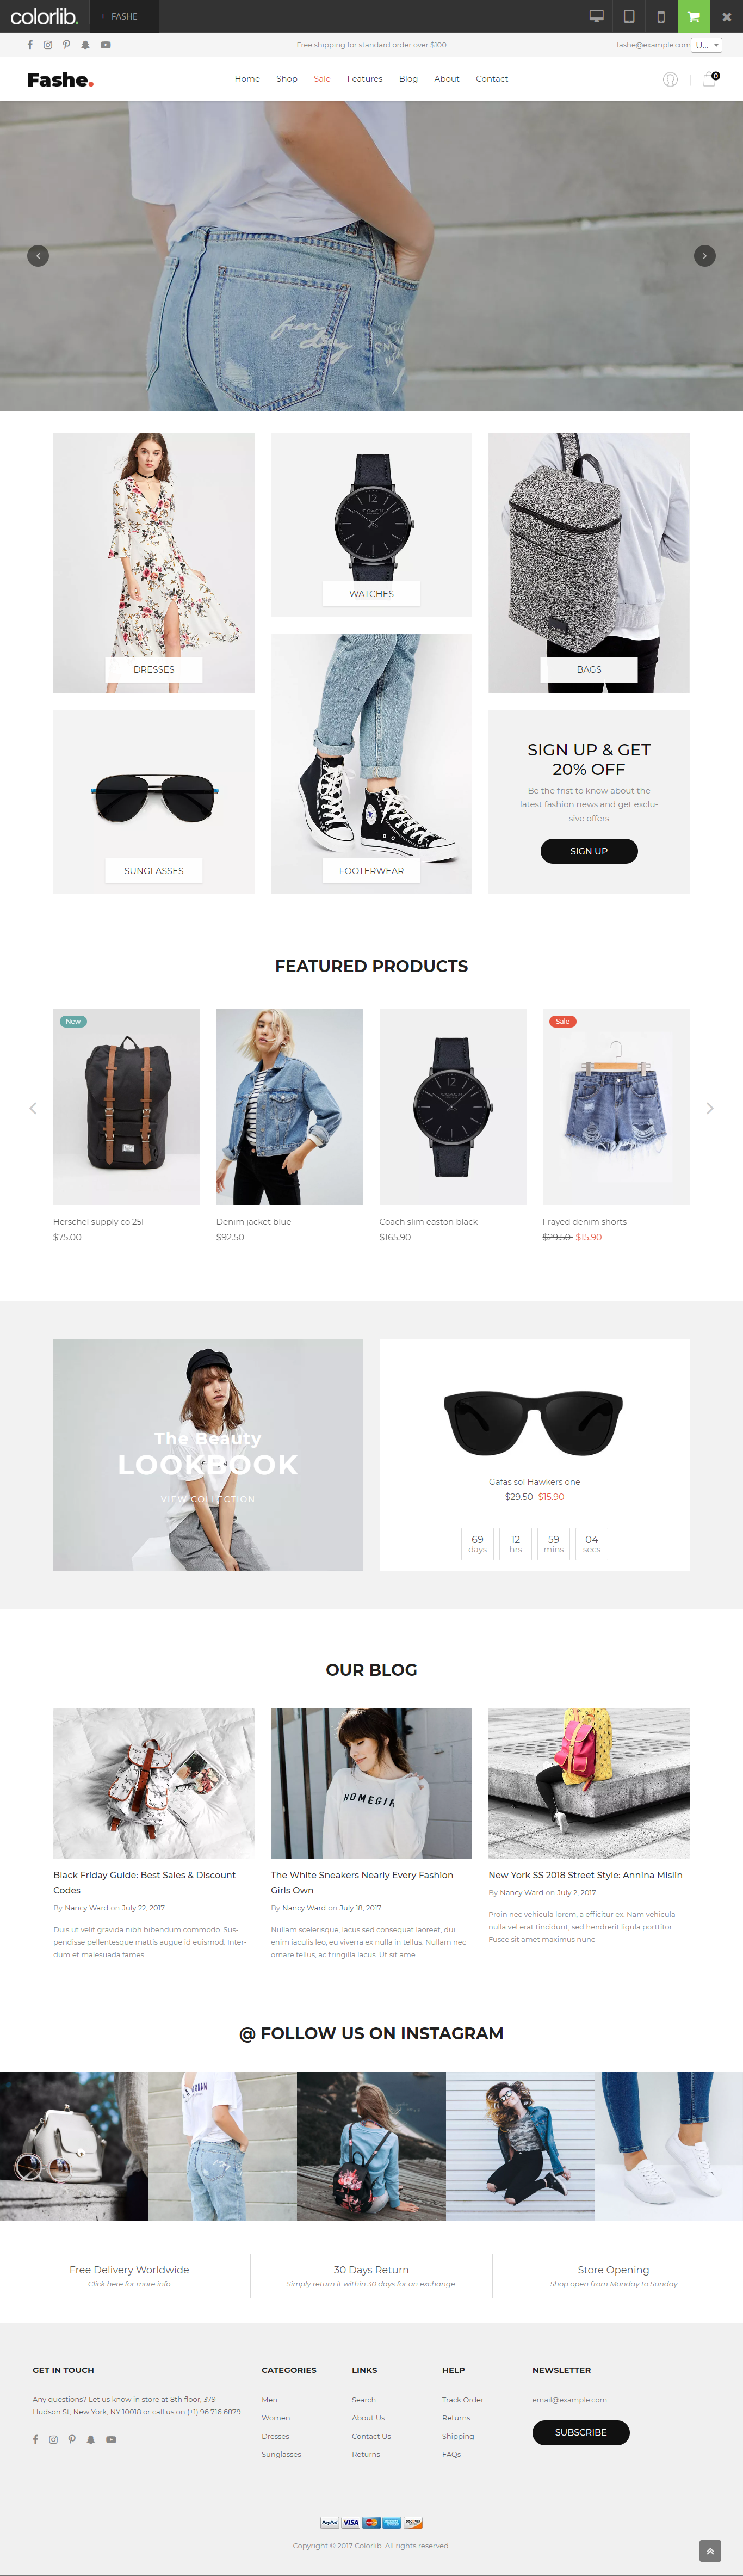 colorlib.
+ FASHE
Free shipping for standard order over $100
fashe@example.com
U...
Fashe.
Home
Shop
Sale
Features
Blog
About
Contact
0
WATCHES
DRESSES
BAGS
SUNGLASSES
FOOTERWEAR
SIGN UP & GET
20% OFF
Be the frist to know about the
latest fashion news and get exclu-
sive offers
SIGN UP
FEATURED PRODUCTS
New
Sale
12
COACH
Herschel supply co 25l
$75.00
Denim jacket blue
$92.50
Coach slim easton black
$165.90
Frayed denim shorts
$29.50 $15.90
The Beauty
LOOKBOOK
VIEW COLLECTION
Gafas sol Hawkers one
$29.50 $15.90
69
days
12
hrs
59
mins
04
secs
OUR BLOG
HOMEGIR
Black Friday Guide: Best Sales & Discount
Codes
By Nancy Ward on July 22, 2017
Duis ut velit gravida nibh bibendum commodo. Sus-
pendisse pellentesque mattis augue id euismod. Inter-
dum et malesuada fames
The White Sneakers Nearly Every Fashion
Girls Own
By Nancy Ward on July 18, 2017
Nullam scelerisque, lacus sed consequat laoreet, dui
enim iaculis leo, eu viverra ex nulla in tellus. Nullam nec
ornare tellus, ac fringilla lacus. Ut sit ame
New York SS 2018 Street Style: Annina Mislin
By Nancy Ward on July 2, 2017
Proin nec vehicula lorem, a efficitur ex. Nam vehicula
nulla vel erat tincidunt, sed hendrerit ligula porttitor.
Fusce sit amet maximus nunc
@ FOLLOW US ON INSTAGRAM
Free Delivery Worldwide
Click here for more info
30 Days Return
Simply return it within 30 days for an exchange.
Store Opening
Shop open from Monday to Sunday
GET IN TOUCH
Any questions? Let us know in store at 8th floor, 379
Hudson St, New York, NY 10018 or call us on (+1) 96 716 6879
CATEGORIES
Men
Women
Dresses
Sunglasses
LINKS
Search
About Us
Contact Us
Returns
HELP
Track Order
Returns
Shipping
FAQs
NEWSLETTER
email@example.com
SUBSCRIBE
PayPal
VISA
Copyright © 2017 Colorlib. All rights reserved.